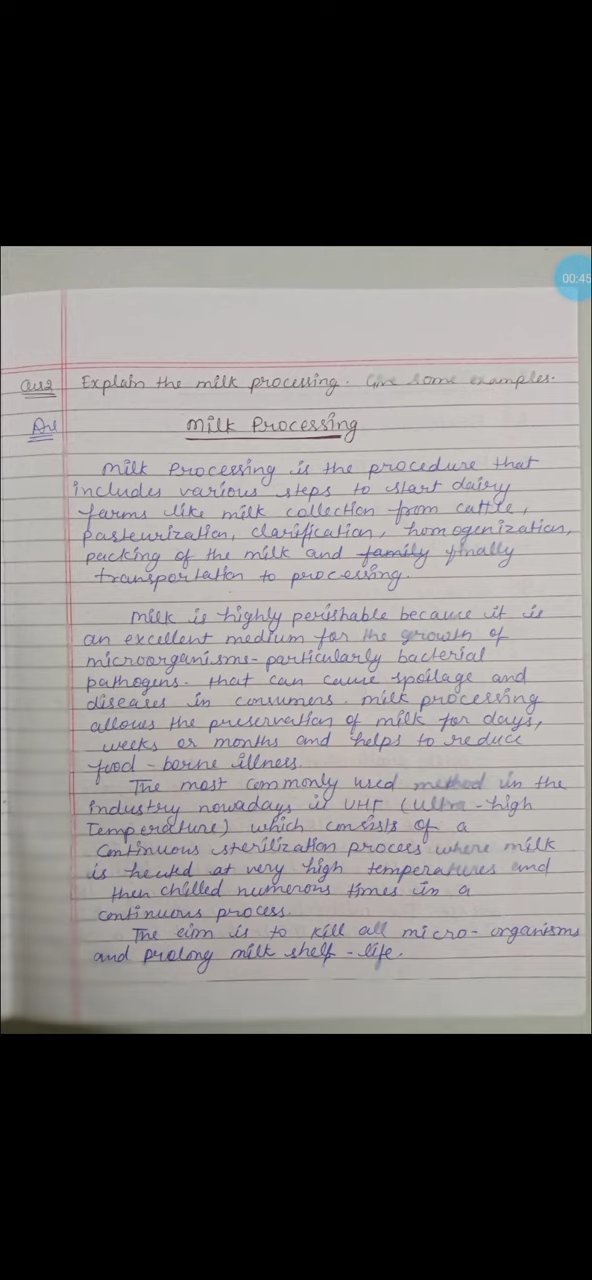 00:45
Que2 Explain the milk processing. Give some examples.
Ans Milk Processing
Milk Processing is the procedure that
includes various steps to start dairy
farms like milk collection from cattle,
pasteurization, clarification, homogenization,
packing of the milk and family finally
transportation to processing.
Milk is highly perishable because it is
an excellent medium for the growth of
microorganisms - particularly bacterial
pathogens. that can cause spoilage and
diseases in consumers. milk processing
allows the preservation of milk for days,
weeks or months and helps to reduce
food - borne illness.
The most commonly used method in the
industry nowadays is UHT (ultra - high
Temperature) which consists of a
continuous sterilization process where milk
is heated at very high temperatures and
then chilled numerous times in a
continuous process.
The aim is to kill all micro - organisms
and prolong milk shelf - life.